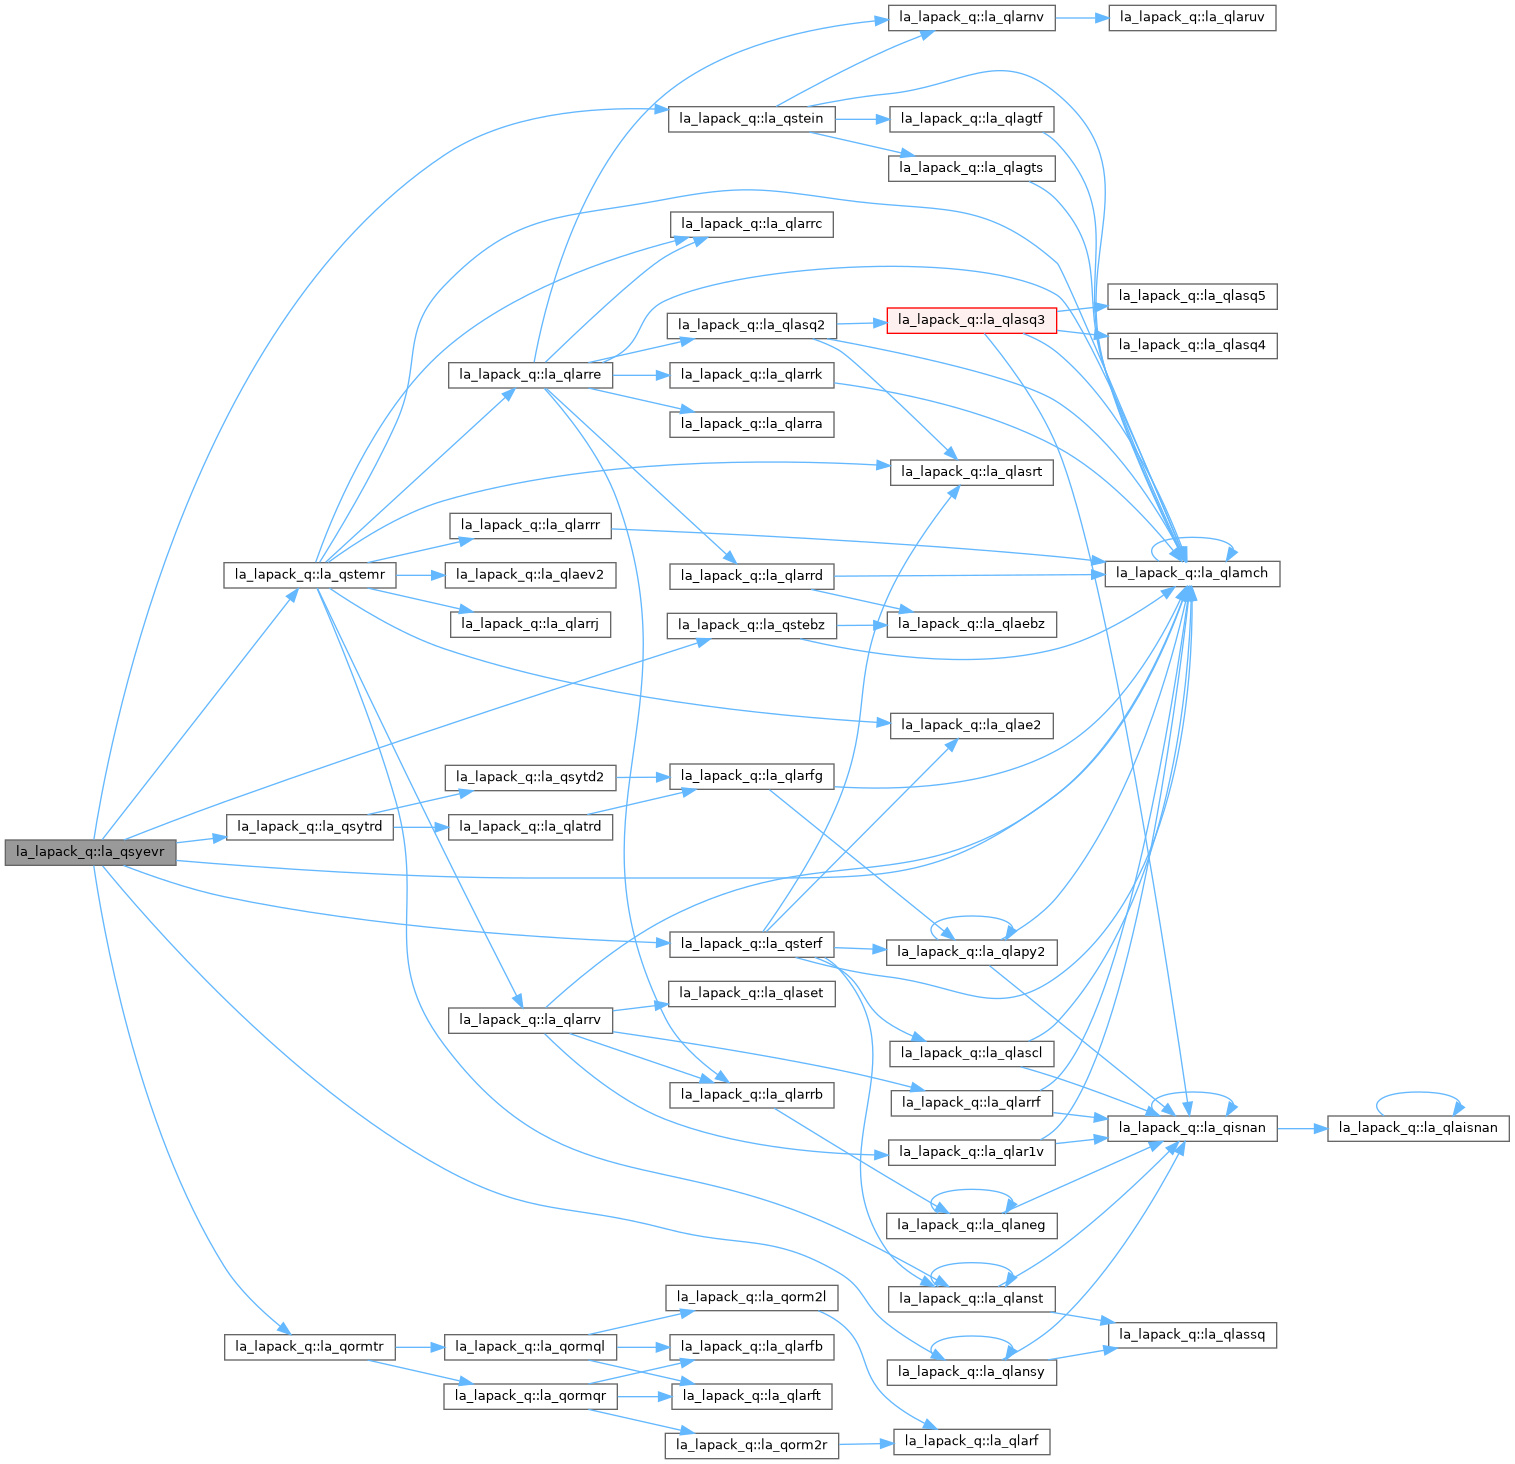 la_lapack_q::la_qlarnv
la_lapack_q::la_qlaruv
la_lapack_q::la_qstein
la_lapack_q::la_qlagtf
la_lapack_q::la_qlagts
la_lapack_q::la_qlarrc
la_lapack_q::la_qlasq5
la_lapack_q::la_qlasq2
la_lapack_q::la_qlasq3
la_lapack_q::la_qlasq4
la_lapack_q::la_qlarre
la_lapack_q::la_qlarrk
la_lapack_q::la_qlarra
la_lapack_q::la_qlasrt
la_lapack_q::la_qlarrr
la_lapack_q::la_qstemr
la_lapack_q::la_qlaev2
la_lapack_q::la_qlarrd
la_lapack_q::la_qlamch
la_lapack_q::la_qlarrj
la_lapack_q::la_qstebz
la_lapack_q::la_qlaebz
la_lapack_q::la_qlae2
la_lapack_q::la_qsytd2
la_lapack_q::la_qlarfg
la_lapack_q::la_qsytrd
la_lapack_q::la_qlatrd
la_lapack_q::la_qsyevr
la_lapack_q::la_qsterf
la_lapack_q::la_qlapy2
la_lapack_q::la_qlaset
la_lapack_q::la_qlarrv
la_lapack_q::la_qlascl
la_lapack_q::la_qlarrb
la_lapack_q::la_qlarrf
la_lapack_q::la_qisnan
la_lapack_q::la_qlaisnan
la_lapack_q::la_qlar1v
la_lapack_q::la_qlaneg
la_lapack_q::la_qorm2l
la_lapack_q::la_qlanst
la_lapack_q::la_qlassq
la_lapack_q::la_qormtr
la_lapack_q::la_qormql
la_lapack_q::la_qlarfb
la_lapack_q::la_qlansy
la_lapack_q::la_qormqr
la_lapack_q::la_qlarft
la_lapack_q::la_qorm2r
la_lapack_q::la_qlarf